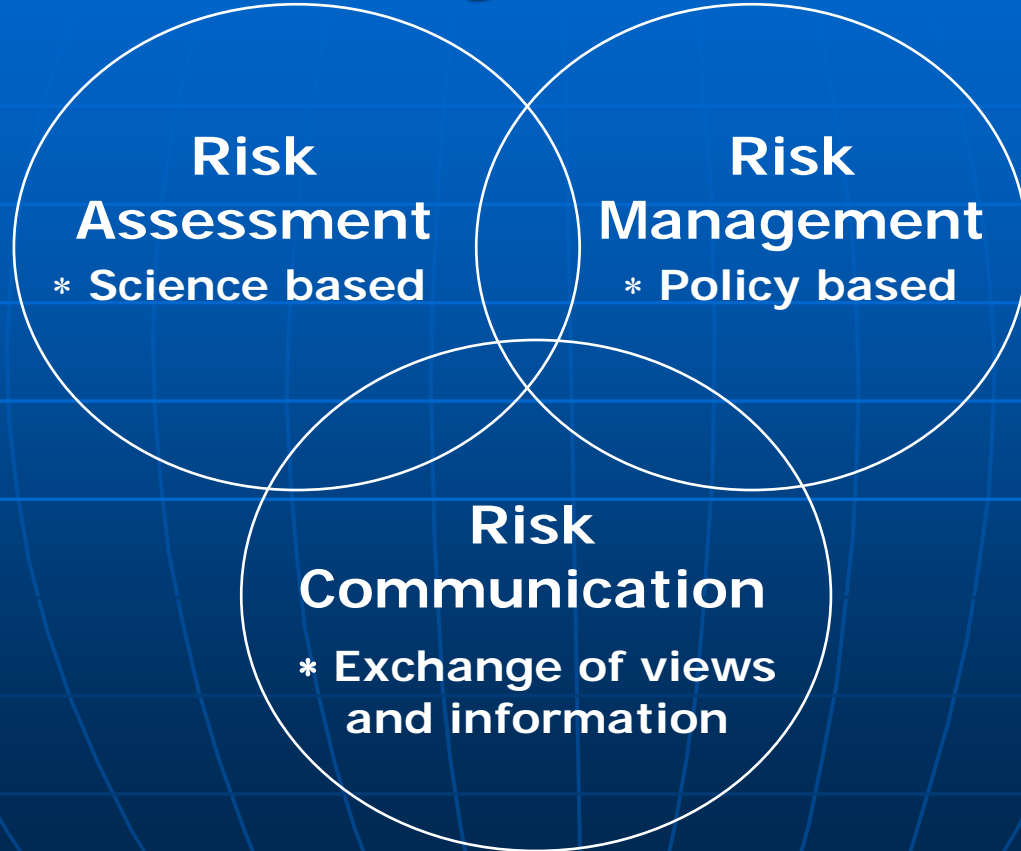 Risk
Assessment
* Science based
Risk
Management
* Policy based
Risk
Communication
* Exchange of views
and information